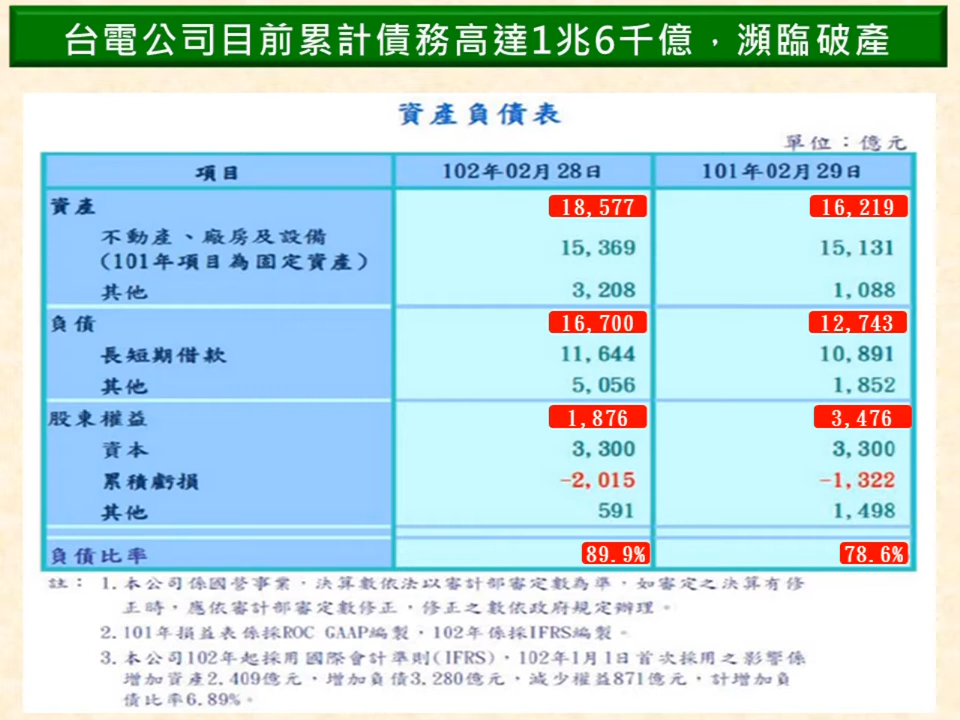 台電公司目前累計債務高達1兆6千億，瀕臨破產
資產負債表
單位：億元
項目 102年02月28日 101年02月29日
資產 18,577 16,219
不動產、廠房及設備
(101年項目為固定資產) 15,369 15,131
其他 3,208 1,088
負債 16,700 12,743
長短期借款 11,644 10,891
其他 5,056 1,852
股東權益 1,876 3,476
資本 3,300 3,300
累積虧損 -2,015 -1,322
其他 591 1,498
負債比率 89.9% 78.6%
註：1.本公司係國營事業，決算數依法以審計部審定數為準，如審定之決算有修
正時，應依審計部審定數修正，修正之數依政府規定辦理。
2.101年損益表係採ROC GAAP編製，102年係採IFRS編製。
3.本公司102年起採用國際會計準則(IFRS)，102年1月1日首次採用之影響係
增加資產2.409億元，增加負債3,280億元，減少權益871億元，計增加負
債比率6.89%。